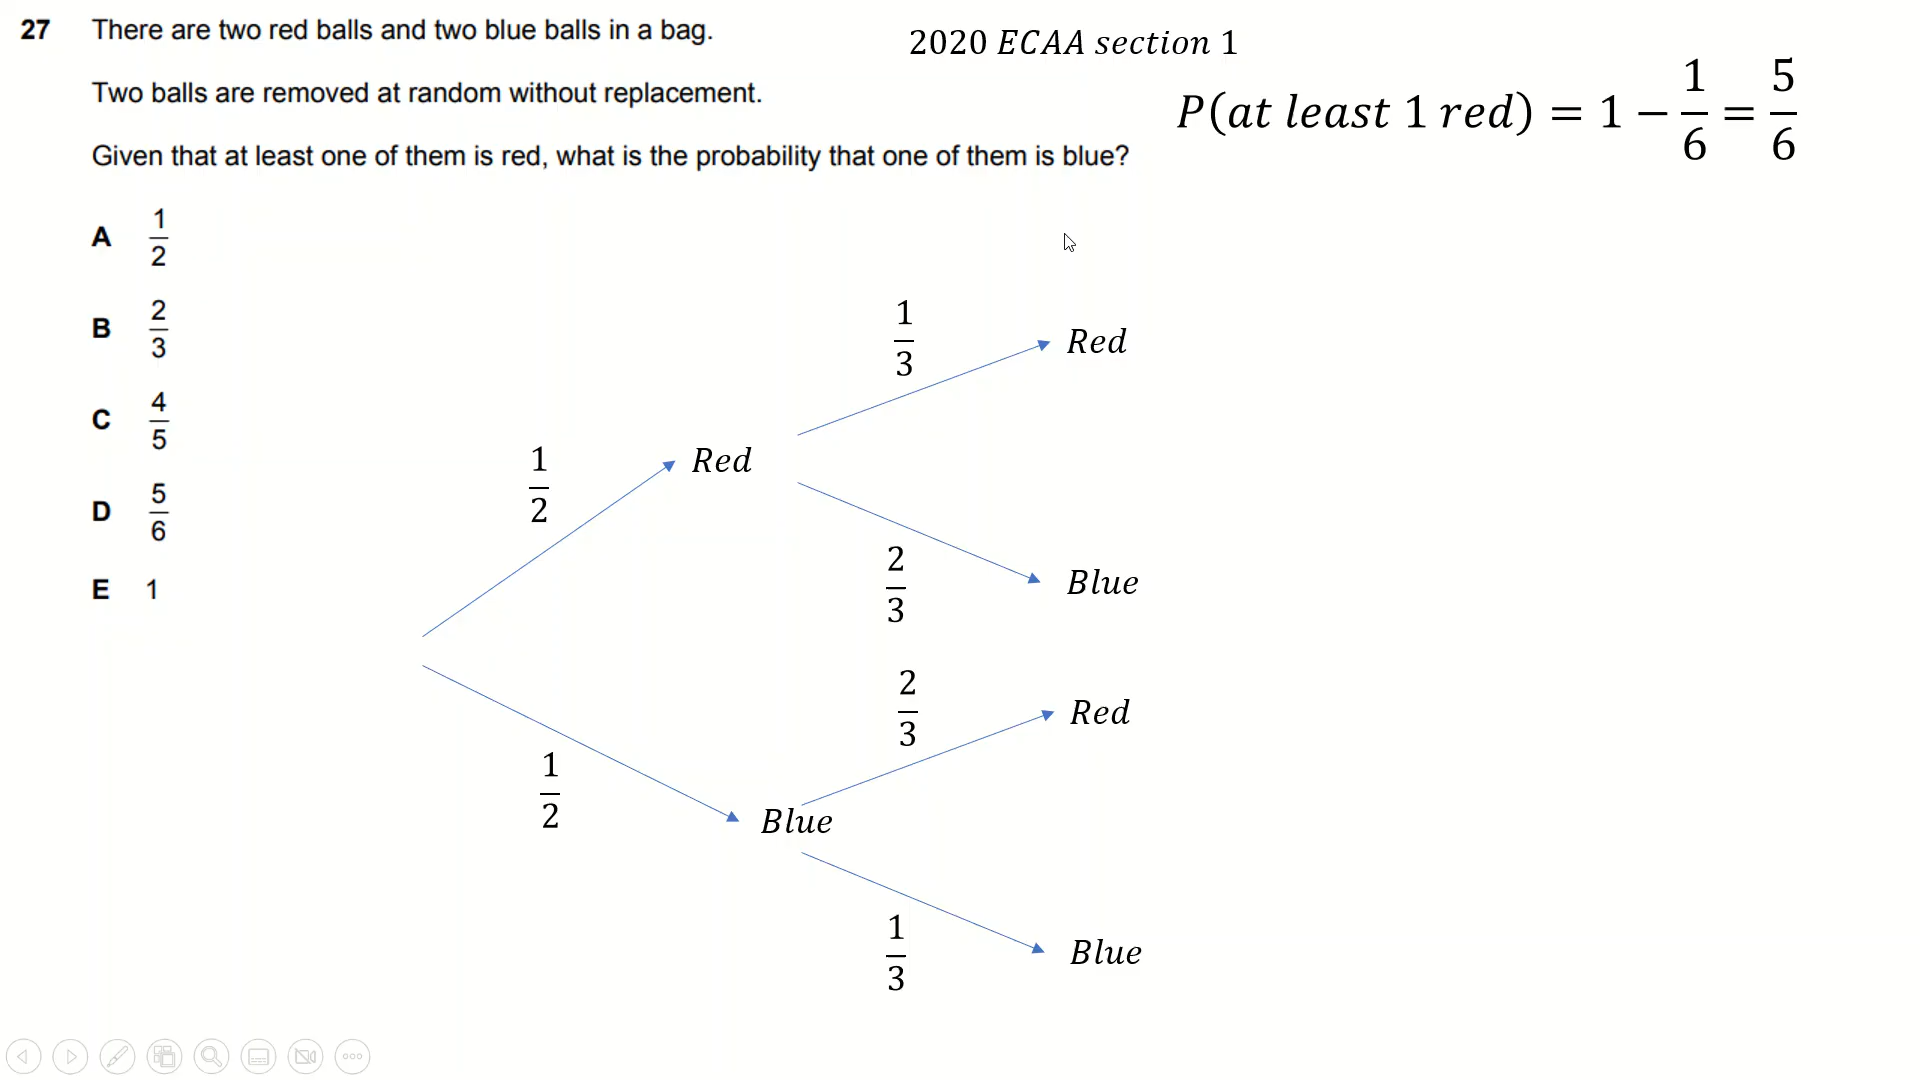 27 There are two red balls and two blue balls in a bag.
2020 ECAA section 1
Two balls are removed at random without replacement.
P(at least 1 red) = 1 − 1/6 = 5/6
Given that at least one of them is red, what is the probability that one of them is blue?
A 1/2
B 2/3
C 4/5
D 5/6
E 1
1/2
Red
1/3
Red
2/3
Blue
1/2
Blue
2/3
Red
1/3
Blue